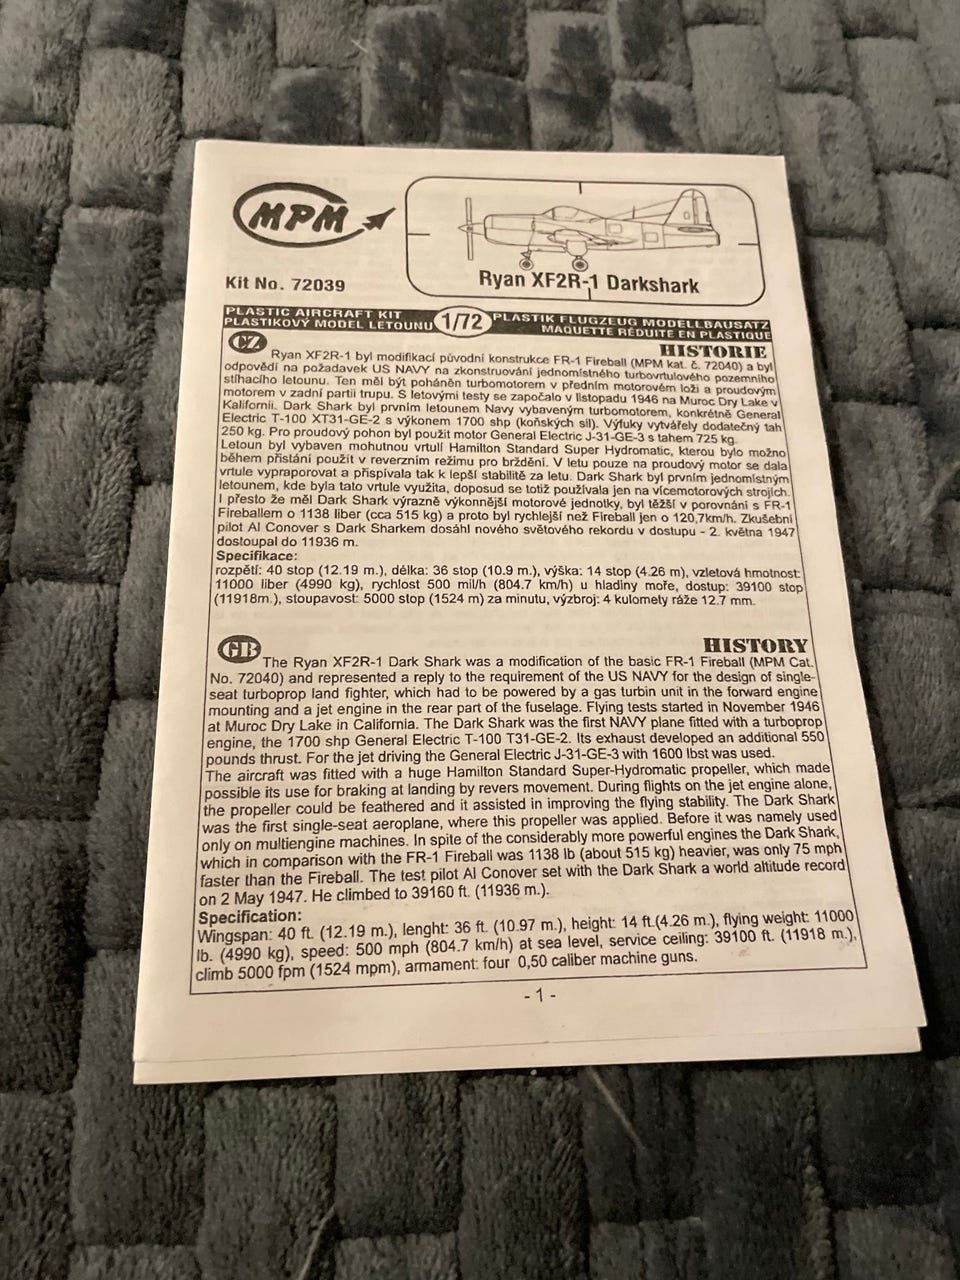 MPM
Ryan XF2R-1 Darkshark
Kit No. 72039
PLASTIC AIRCRAFT KIT
PLASTIKOVÝ MODEL LETOUNU
1/72
PLASTIK FLUGZEUG MODELLBAUSATZ
MAQUETTE RÉDUITE EN PLASTIQUE
CZ
HISTORIE
Ryan XF2R-1 byl modifikací původní konstrukce FR-1 Fireball (MPM kat. č. 72040) a byl
odpovědí na požadavek US NAVY na zkonstruování jednomístného turbovrtulového pozemního
stíhacího letounu. Ten měl být poháněn turbomotorem v předním motorovém loži a proudovým
motorem v zadní partii trupu. S letovými testy se započalo v listopadu 1946 na Muroc Dry Lake v
Kalifornii. Dark Shark byl prvním letounem Navy vybaveným turbomotorem, konkrétně General
Electric T-100 XT31-GE-2 s výkonem 1700 shp (koňských sil). Výfuky vytvářely dodatečný tah
250 kg. Pro proudový pohon byl použit motor General Electric J-31-GE-3 s tahem 725 kg.
Letoun byl vybaven mohutnou vrtulí Hamilton Standard Super Hydromatic, kterou bylo možno
během přistání použít v reverzním režimu pro brždění. V letu pouze na proudový motor se dala
vrtule vypraporovat a přispívala tak k lepší stabilitě za letu. Dark Shark byl prvním jednomístným
letounem, kde byla tato vrtule využita, doposud se totiž používala jen na vícemotorových strojích.
I přesto že měl Dark Shark výrazně výkonnější motorové jednotky, byl těžší v porovnání s FR-1
Fireballem o 1138 liber (cca 515 kg) a proto byl rychlejší než Fireball jen o 120,7km/h. Zkušební
pilot Al Conover s Dark Sharkem dosáhl nového světového rekordu v dostupu - 2. května 1947
dostoupal do 11936 m.
Specifikace:
rozpětí: 40 stop (12.19 m.), délka: 36 stop (10.9 m.), výška: 14 stop (4.26 m), vzletová hmotnost:
11000 liber (4990 kg), rychlost 500 mil/h (804.7 km/h) u hladiny moře, dostup: 39100 stop
(11918m.), stoupavost: 5000 stop (1524 m) za minutu, výzbroj: 4 kulomety ráže 12.7 mm.
GB
HISTORY
The Ryan XF2R-1 Dark Shark was a modification of the basic FR-1 Fireball (MPM Cat.
No. 72040) and represented a reply to the requirement of the US NAVY for the design of single-
seat turboprop land fighter, which had to be powered by a gas turbin unit in the forward engine
mounting and a jet engine in the rear part of the fuselage. Flying tests started in November 1946
at Muroc Dry Lake in California. The Dark Shark was the first NAVY plane fitted with a turboprop
engine, the 1700 shp General Electric T-100 T31-GE-2. Its exhaust developed an additional 550
pounds thrust. For the jet driving the General Electric J-31-GE-3 with 1600 lbst was used.
The aircraft was fitted with a huge Hamilton Standard Super-Hydromatic propeller, which made
possible its use for braking at landing by revers movement. During flights on the jet engine alone,
the propeller could be feathered and it assisted in improving the flying stability. The Dark Shark
was the first single-seat aeroplane, where this propeller was applied. Before it was namely used
only on multiengine machines. In spite of the considerably more powerful engines the Dark Shark,
which in comparison with the FR-1 Fireball was 1138 lb (about 515 kg) heavier, was only 75 mph
faster than the Fireball. The test pilot Al Conover set with the Dark Shark a world altitude record
on 2 May 1947. He climbed to 39160 ft. (11936 m.).
Specification:
Wingspan: 40 ft. (12.19 m.), lenght: 36 ft. (10.97 m.), height: 14 ft.(4.26 m.), flying weight: 11000
lb. (4990 kg), speed: 500 mph (804.7 km/h) at sea level, service ceiling: 39100 ft. (11918 m.),
climb 5000 fpm (1524 mpm), armament: four 0,50 caliber machine guns.
- 1 -